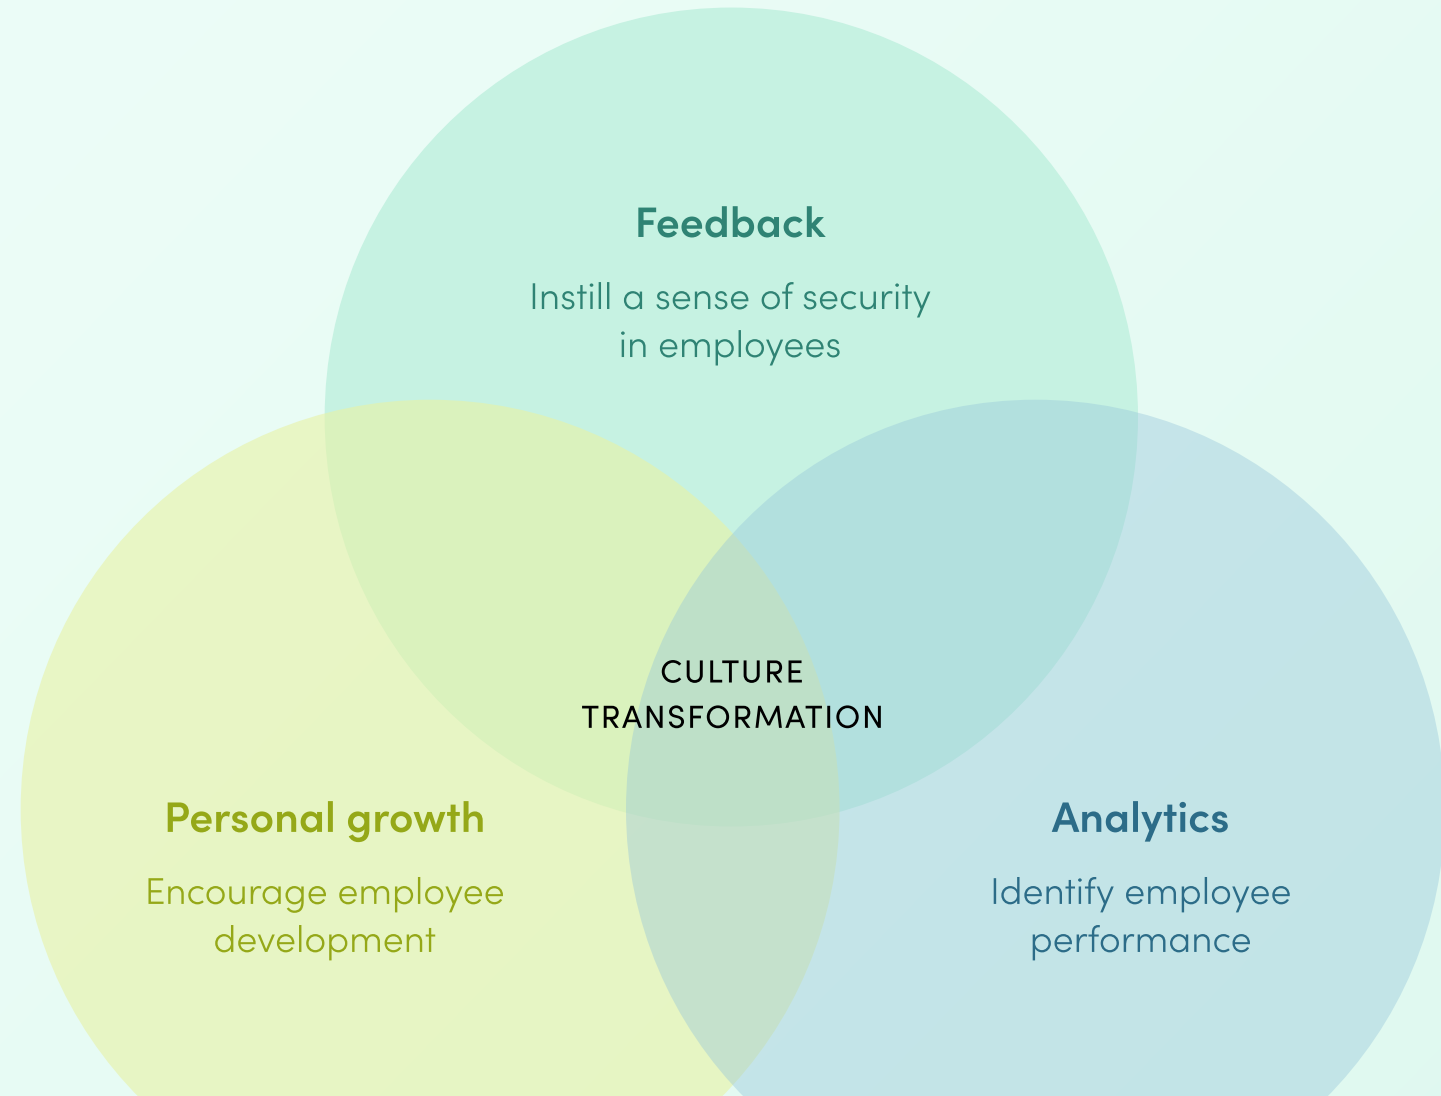 Feedback
Instill a sense of security
in employees
CULTURE
TRANSFORMATION
Personal growth
Encourage employee
development
Analytics
Identify employee
performance